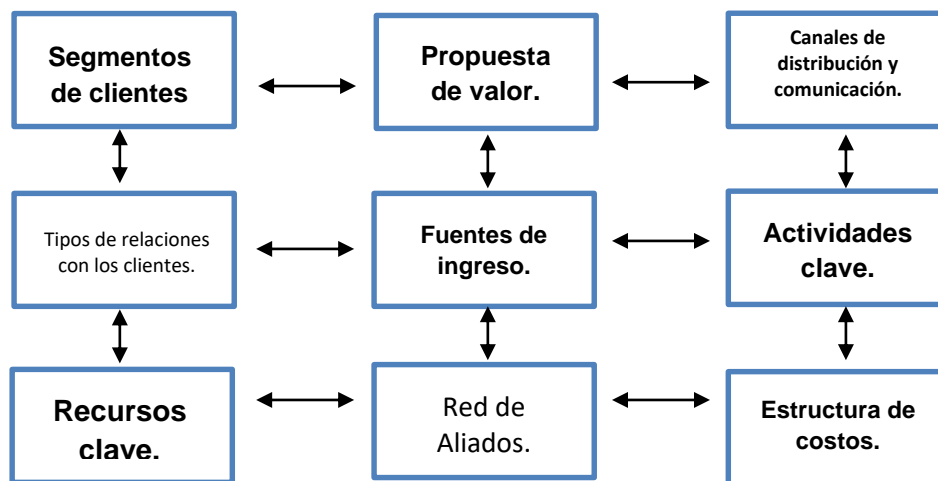 Segmentos
de clientes
Propuesta
de valor.
Canales de
distribución y
comunicación.
Tipos de relaciones
con los clientes.
Fuentes de
ingreso.
Actividades
clave.
Recursos
clave.
Red de
Aliados.
Estructura de
costos.